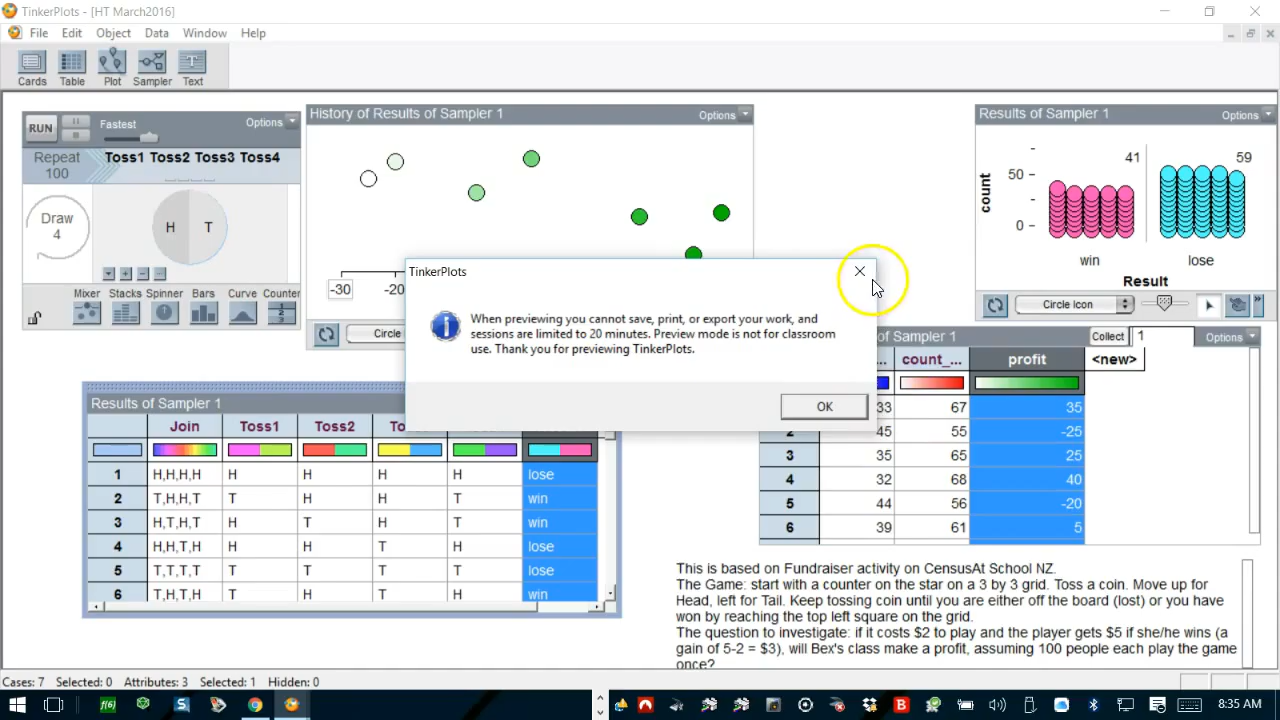 TinkerPlots - [HT March2016]
File Edit Object Data Window Help
Cards Table Plot Sampler Text
RUN
Fastest
Options
Repeat
100
Toss1 Toss2 Toss3 Toss4
Draw
4
H T
Mixer Stacks Spinner Bars Curve Counter
1
2
3
History of Results of Sampler 1
Options
-30 -20
Circle
Results of Sampler 1
Options
count
50
0
41
59
win lose
Result
Circle Icon
TinkerPlots
When previewing you cannot save, print, or export your work, and
sessions are limited to 20 minutes. Preview mode is not for classroom
use. Thank you for previewing TinkerPlots.
OK
of Sampler 1 Collect 1 Options
... count_... profit <new>
33 67 35
2 45 55 -25
3 35 65 25
4 32 68 40
5 44 56 -20
6 39 61 5
Results of Sampler 1
Join Toss1 Toss2
1 H,H,H,H H H H H lose
2 T,H,H,T T H H T win
3 H,T,H,T H T H T win
4 H,H,T,H H H T H lose
5 T,T,T,T T T T T lose
6 T,H,T,H T H T H win
This is based on Fundraiser activity on CensusAt School NZ.
The Game: start with a counter on the star on a 3 by 3 grid. Toss a coin. Move up for
Head, left for Tail. Keep tossing coin until you are either off the board (lost) or you have
won by reaching the top left square on the grid.
The question to investigate: if it costs $2 to play and the player gets $5 if she/he wins (a
gain of 5-2 = $3), will Bex's class make a profit, assuming 100 people each play the game
once?
Cases: 7 Selected: 0 Attributes: 3 Selected: 1 Hidden: 0
8:35 AM